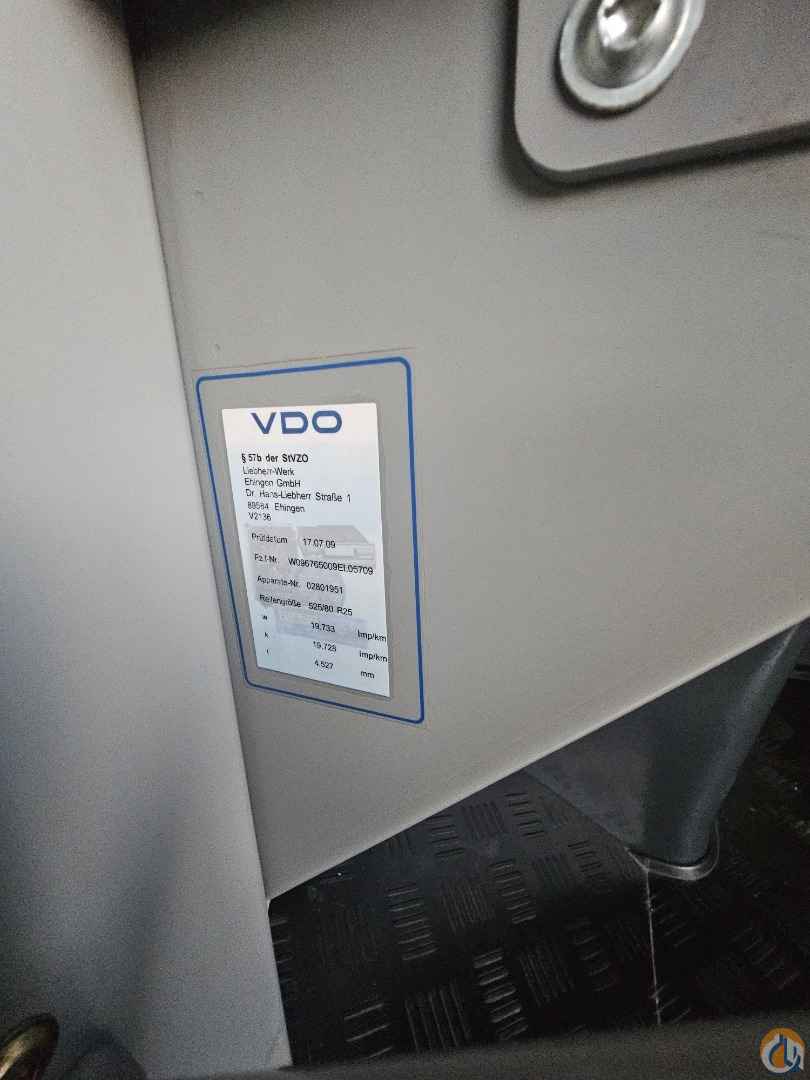 VDO
§ 57b der StVZO
Liebherr-Werk
Ehingen GmbH
Dr. Hans-Liebherr Straße 1
89584 Ehingen
V2136
Prüfdatum 17.07.09
Fz.I-Nr. W096765009EL05709
Apparate-Nr. 02801951
Reifengröße 525/80 R25
w 19.733 Imp/km
k 19.728 Imp/km
l 4.527 mm